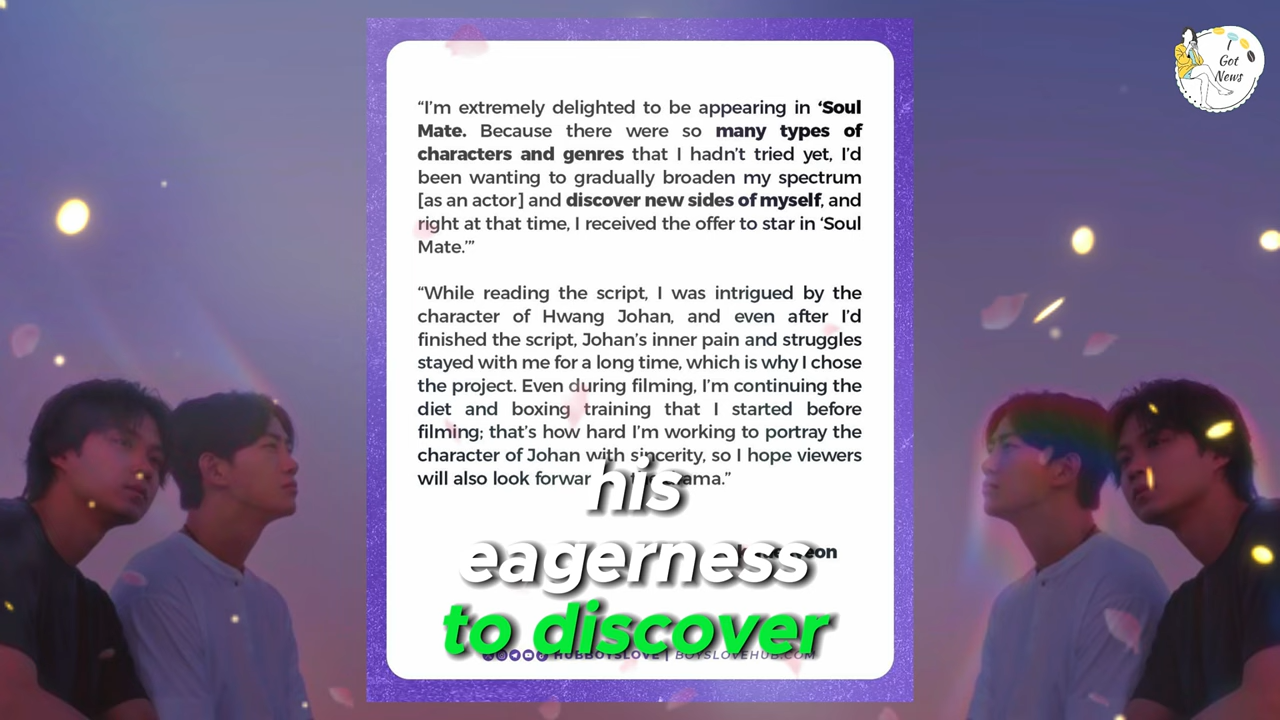 I
Got
News
“I’m extremely delighted to be appearing in ‘Soul
Mate. Because there were so many types of
characters and genres that I hadn’t tried yet, I’d
been wanting to gradually broaden my spectrum
[as an actor] and discover new sides of myself, and
right at that time, I received the offer to star in ‘Soul
Mate.’”
“While reading the script, I was intrigued by the
character of Hwang Johan, and even after I’d
finished the script, Johan’s inner pain and struggles
stayed with me for a long time, which is why I chose
the project. Even during filming, I’m continuing the
diet and boxing training that I started before
filming; that’s how hard I’m working to portray the
character of Johan with sincerity, so I hope viewers
will also look forward drama.”
his
eagerness
to discover
HUBBOYSLOVE | BOYSLOVEHUB.COM